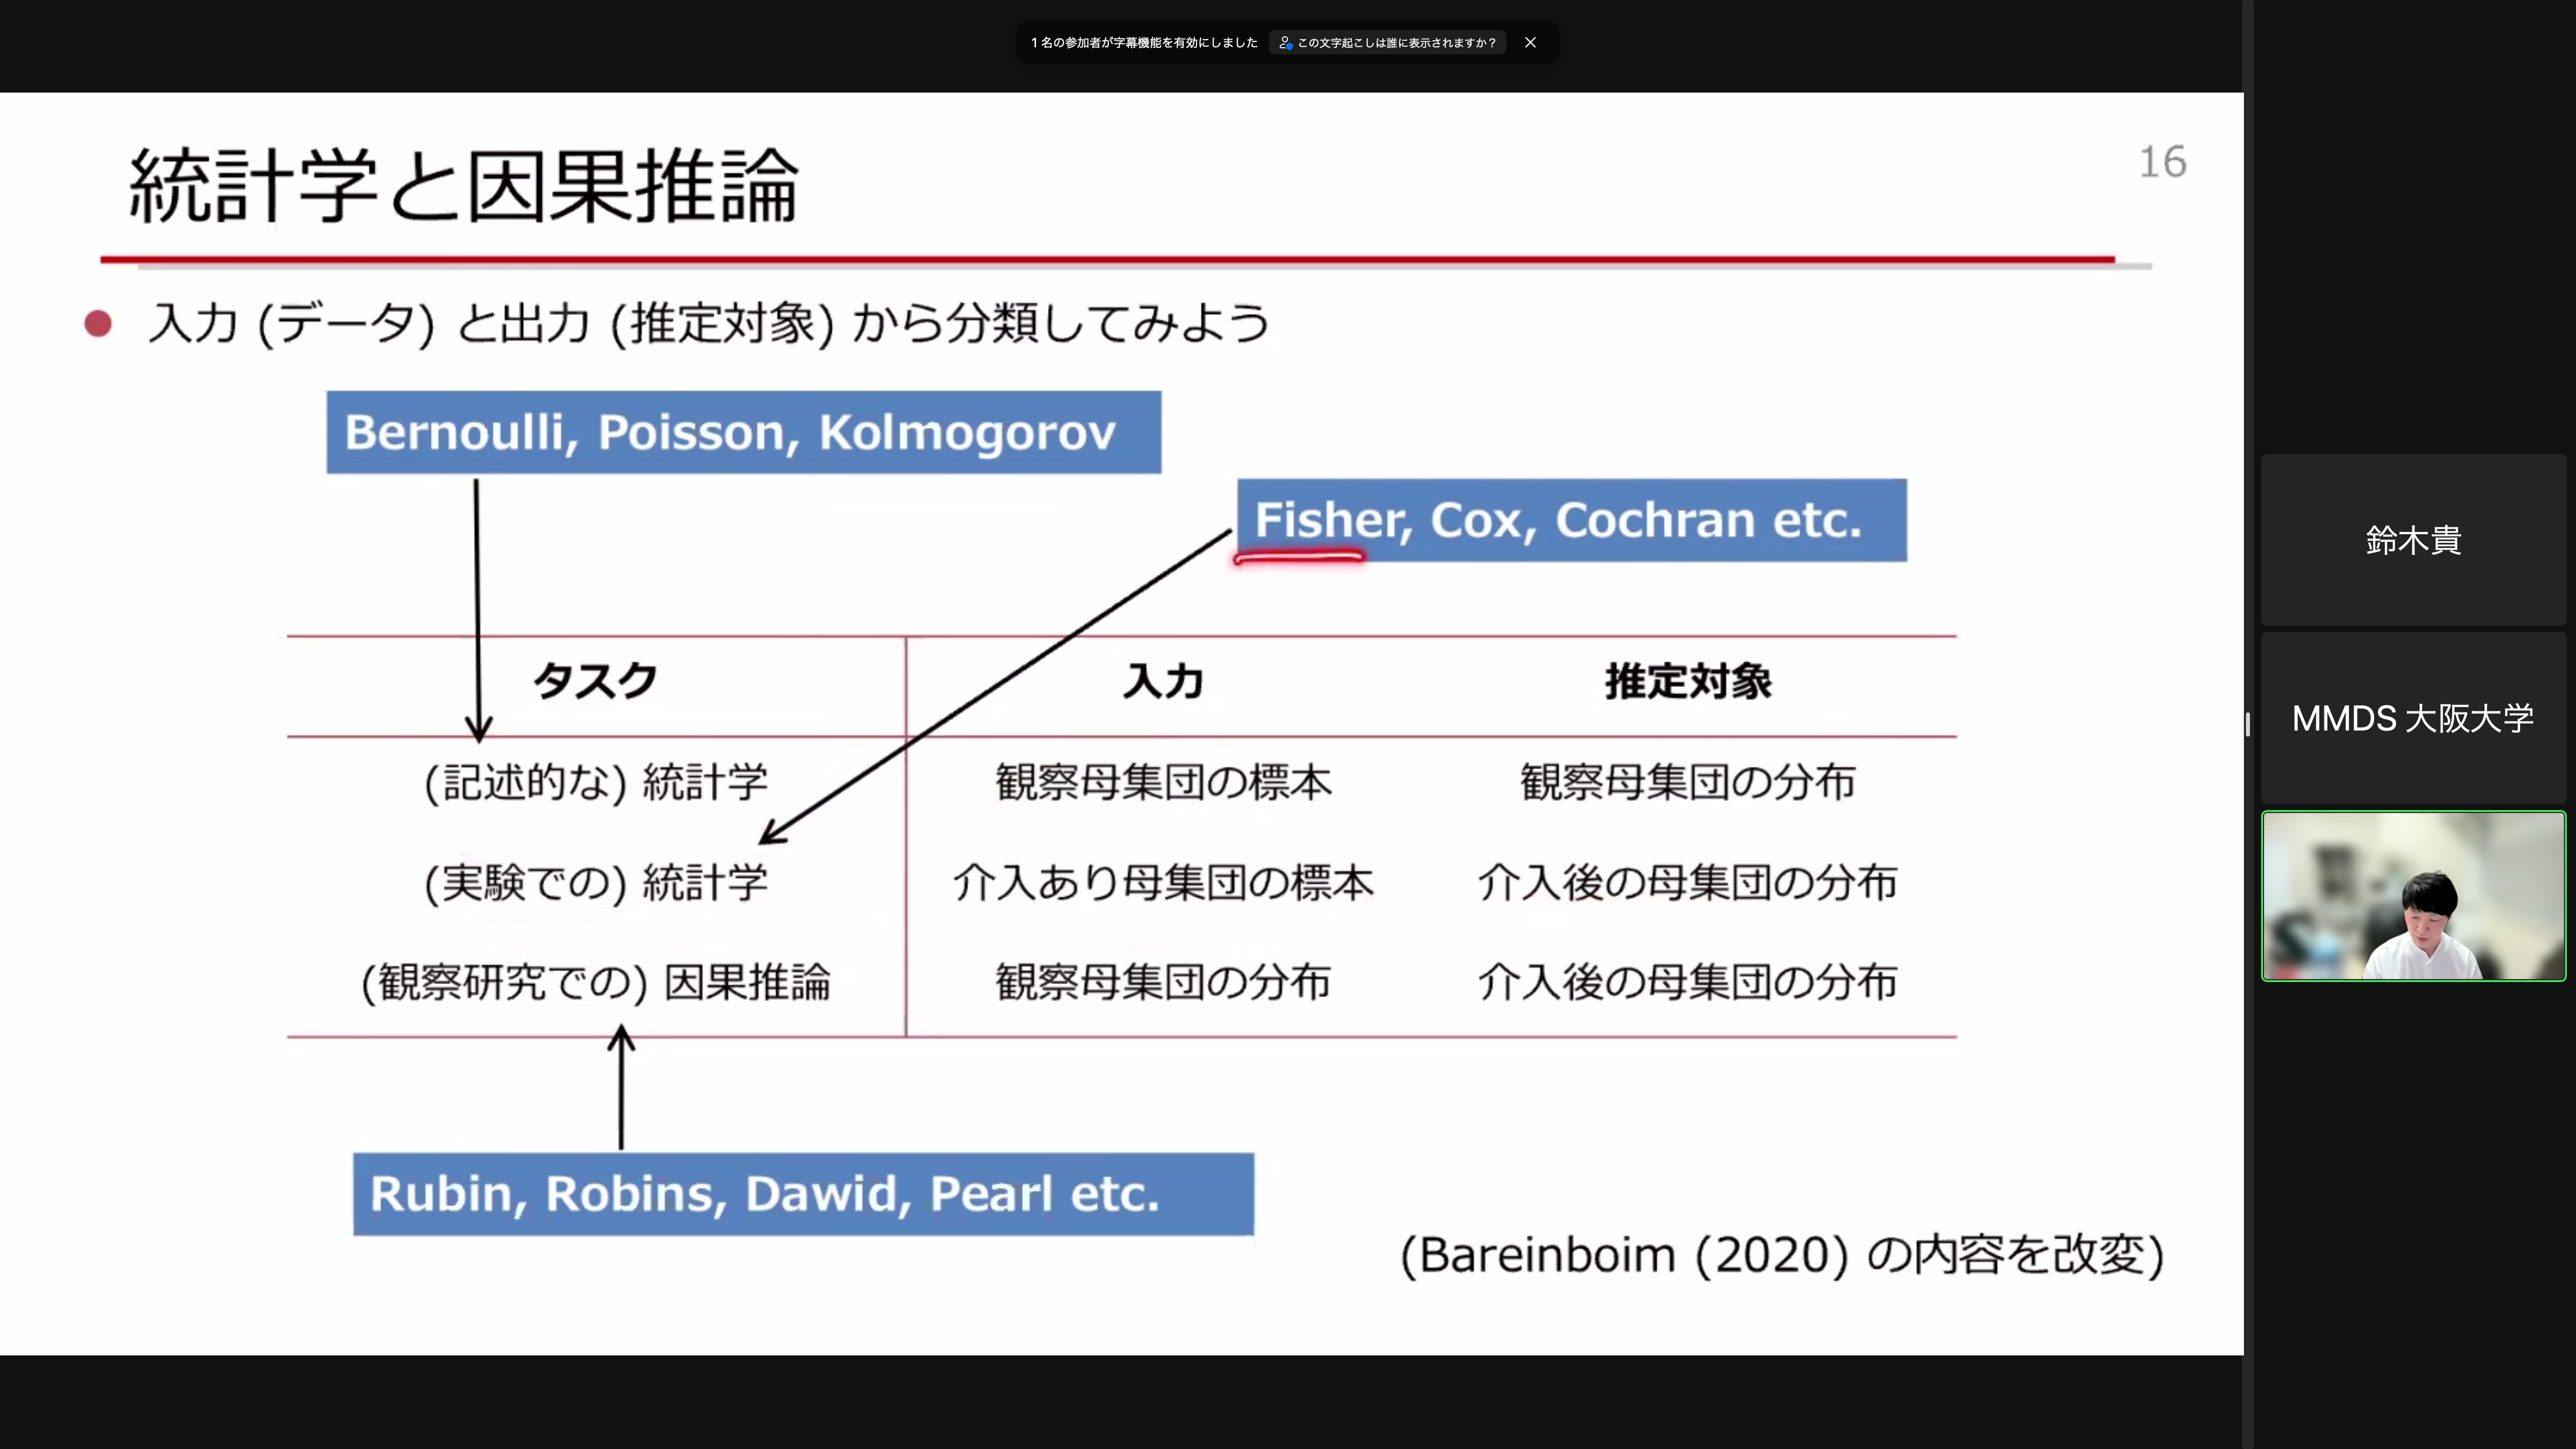 1 名の参加者が字幕機能を有効にしました この文字起こしは誰に表示されますか？
統計学と因果推論
16
入力 (データ) と出力 (推定対象) から分類してみよう
Bernoulli, Poisson, Kolmogorov
Fisher, Cox, Cochran etc.
タスク 入力 推定対象
(記述的な) 統計学 観察母集団の標本 観察母集団の分布
(実験での) 統計学 介入あり母集団の標本 介入後の母集団の分布
(観察研究での) 因果推論 観察母集団の分布 介入後の母集団の分布
Rubin, Robins, Dawid, Pearl etc.
(Bareinboim (2020) の内容を改変)
鈴木貴
MMDS 大阪大学